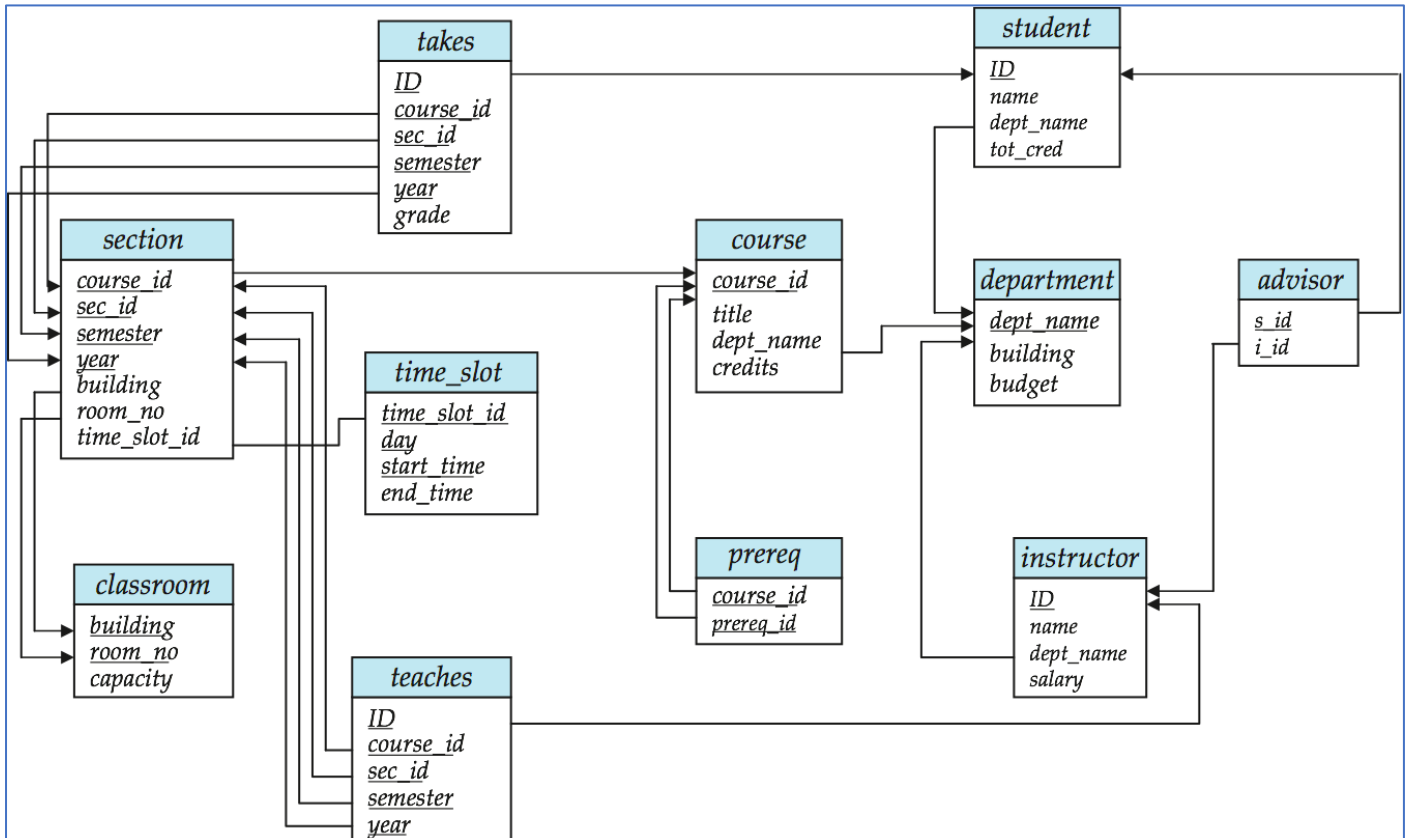 takes
ID
course_id
sec_id
semester
year
grade
student
ID
name
dept_name
tot_cred
section
course_id
sec_id
semester
year
building
room_no
time_slot_id
time_slot
time_slot_id
day
start_time
end_time
course
course_id
title
dept_name
credits
department
dept_name
building
budget
advisor
s_id
i_id
classroom
building
room_no
capacity
prereq
course_id
prereq_id
instructor
ID
name
dept_name
salary
teaches
ID
course_id
sec_id
semester
year